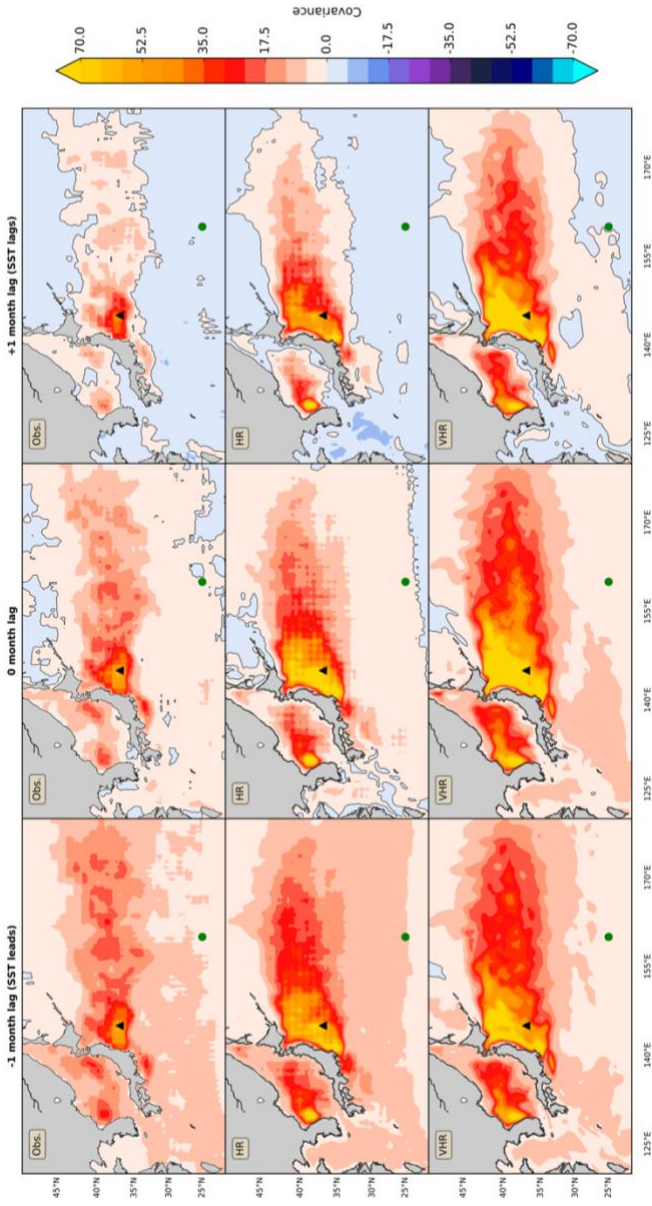 -1 month lag (SST leads)
0 month lag
+1 month lag (SST lags)
Obs.
Obs.
Obs.
45°N
40°N
35°N
30°N
25°N
HR
HR
HR
45°N
40°N
35°N
30°N
25°N
VHR
VHR
VHR
45°N
40°N
35°N
30°N
25°N
125°E
140°E
155°E
170°E
125°E
140°E
155°E
170°E
125°E
140°E
155°E
170°E
70.0
52.5
35.0
17.5
0.0
-17.5
-35.0
-52.5
-70.0
Covariance